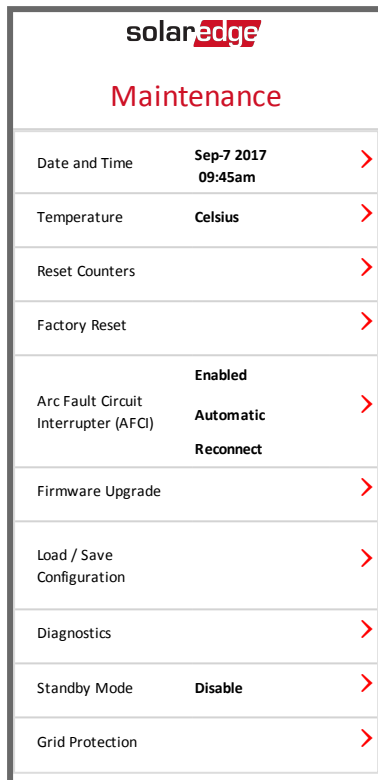 solaredge
Maintenance
Date and Time
Sep-7 2017
09:45am
Temperature
Celsius
Reset Counters
Factory Reset
Arc Fault Circuit
Interrupter (AFCI)
Enabled
Automatic
Reconnect
Firmware Upgrade
Load / Save
Configuration
Diagnostics
Standby Mode
Disable
Grid Protection